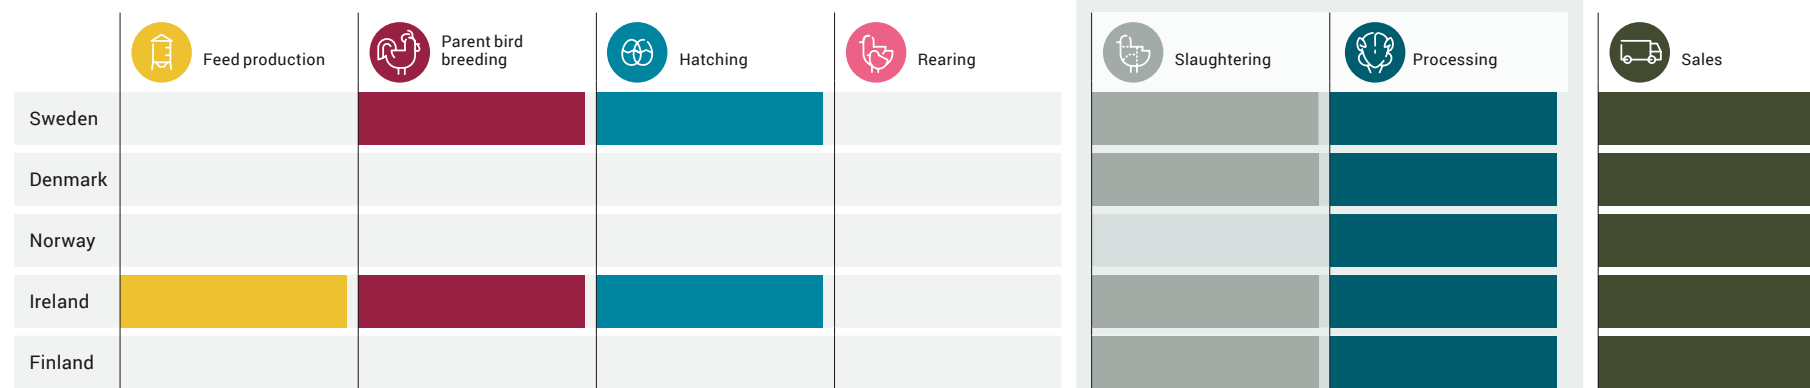 Feed production
Parent bird
breeding
Hatching
Rearing
Slaughtering
Processing
Sales
Sweden
Denmark
Norway
Ireland
Finland